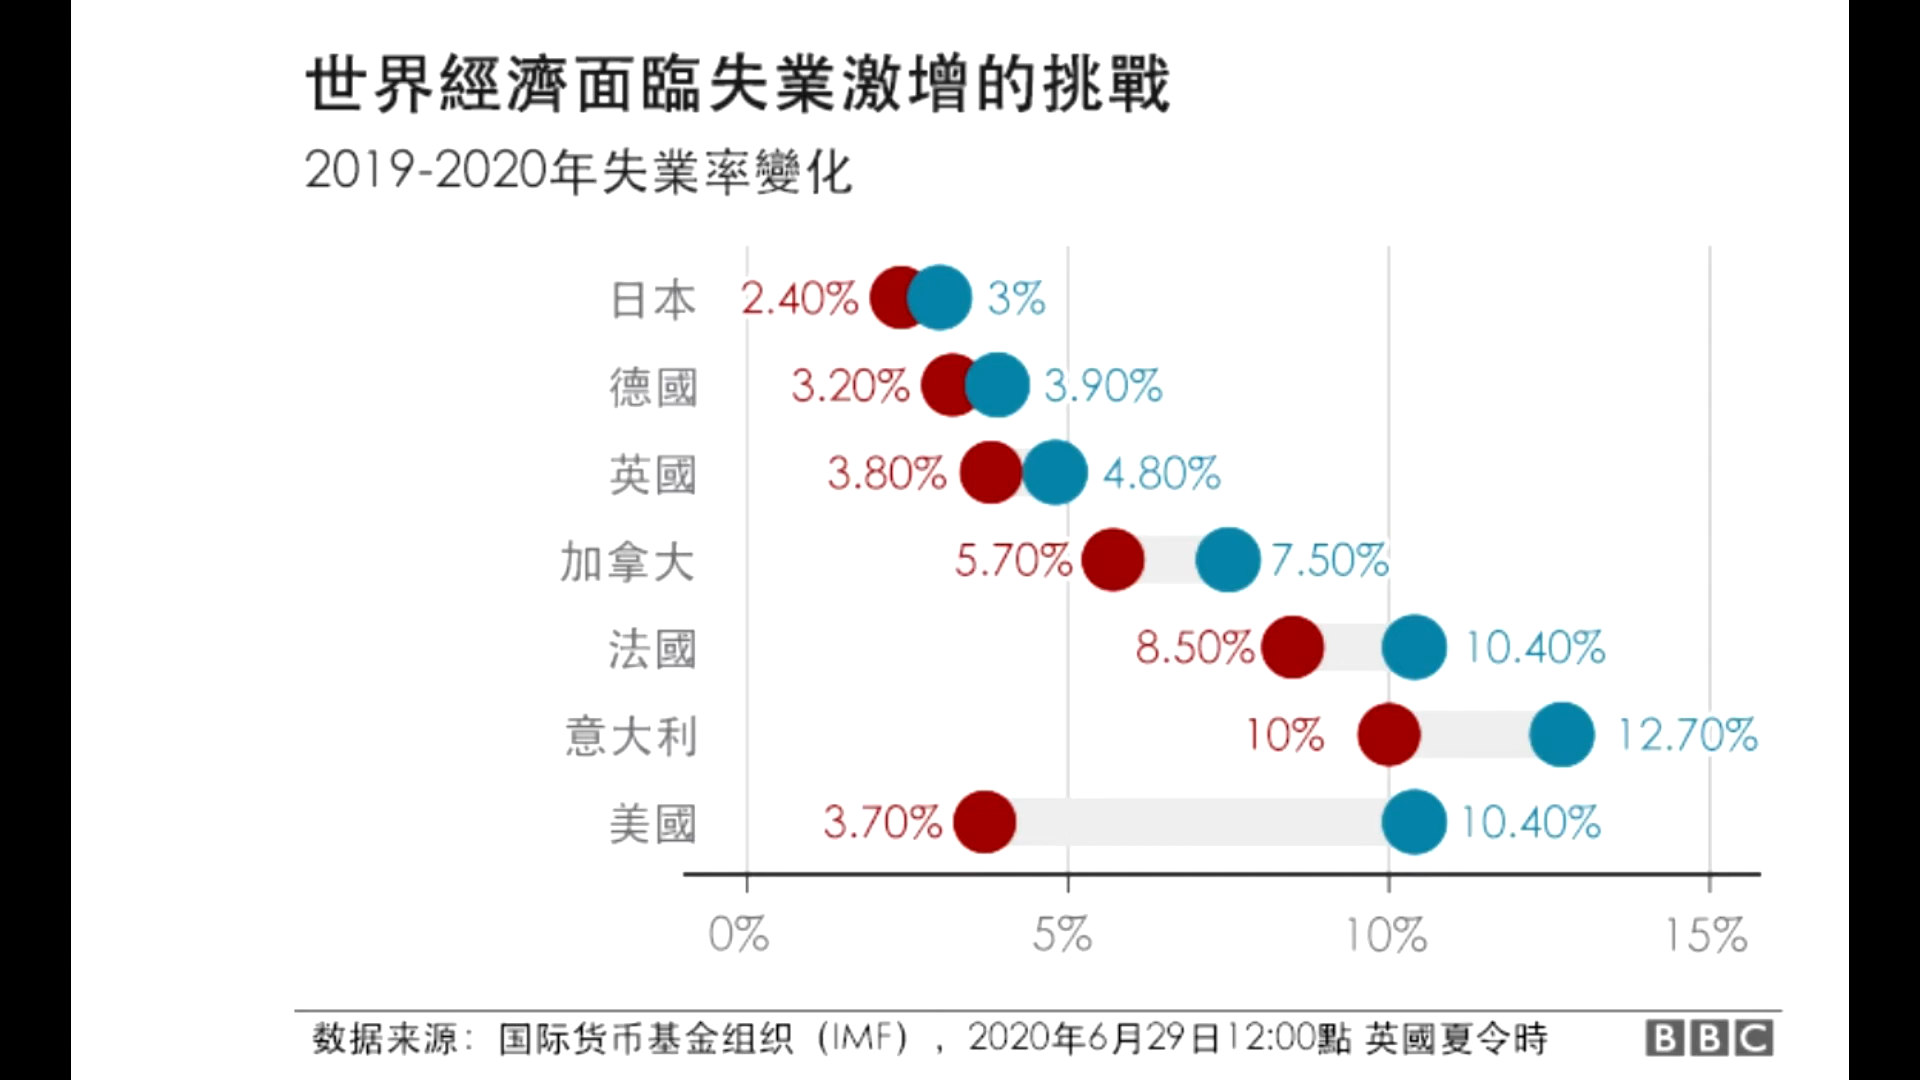 世界經濟面臨失業激增的挑戰
2019-2020年失業率變化
日本 2.40% 3%
德國 3.20% 3.90%
英國 3.80% 4.80%
加拿大 5.70% 7.50%
法國 8.50% 10.40%
意大利 10% 12.70%
美國 3.70% 10.40%
0% 5% 10% 15%
数据来源：国际货币基金组织（IMF），2020年6月29日12:00點 英國夏令時 BBC